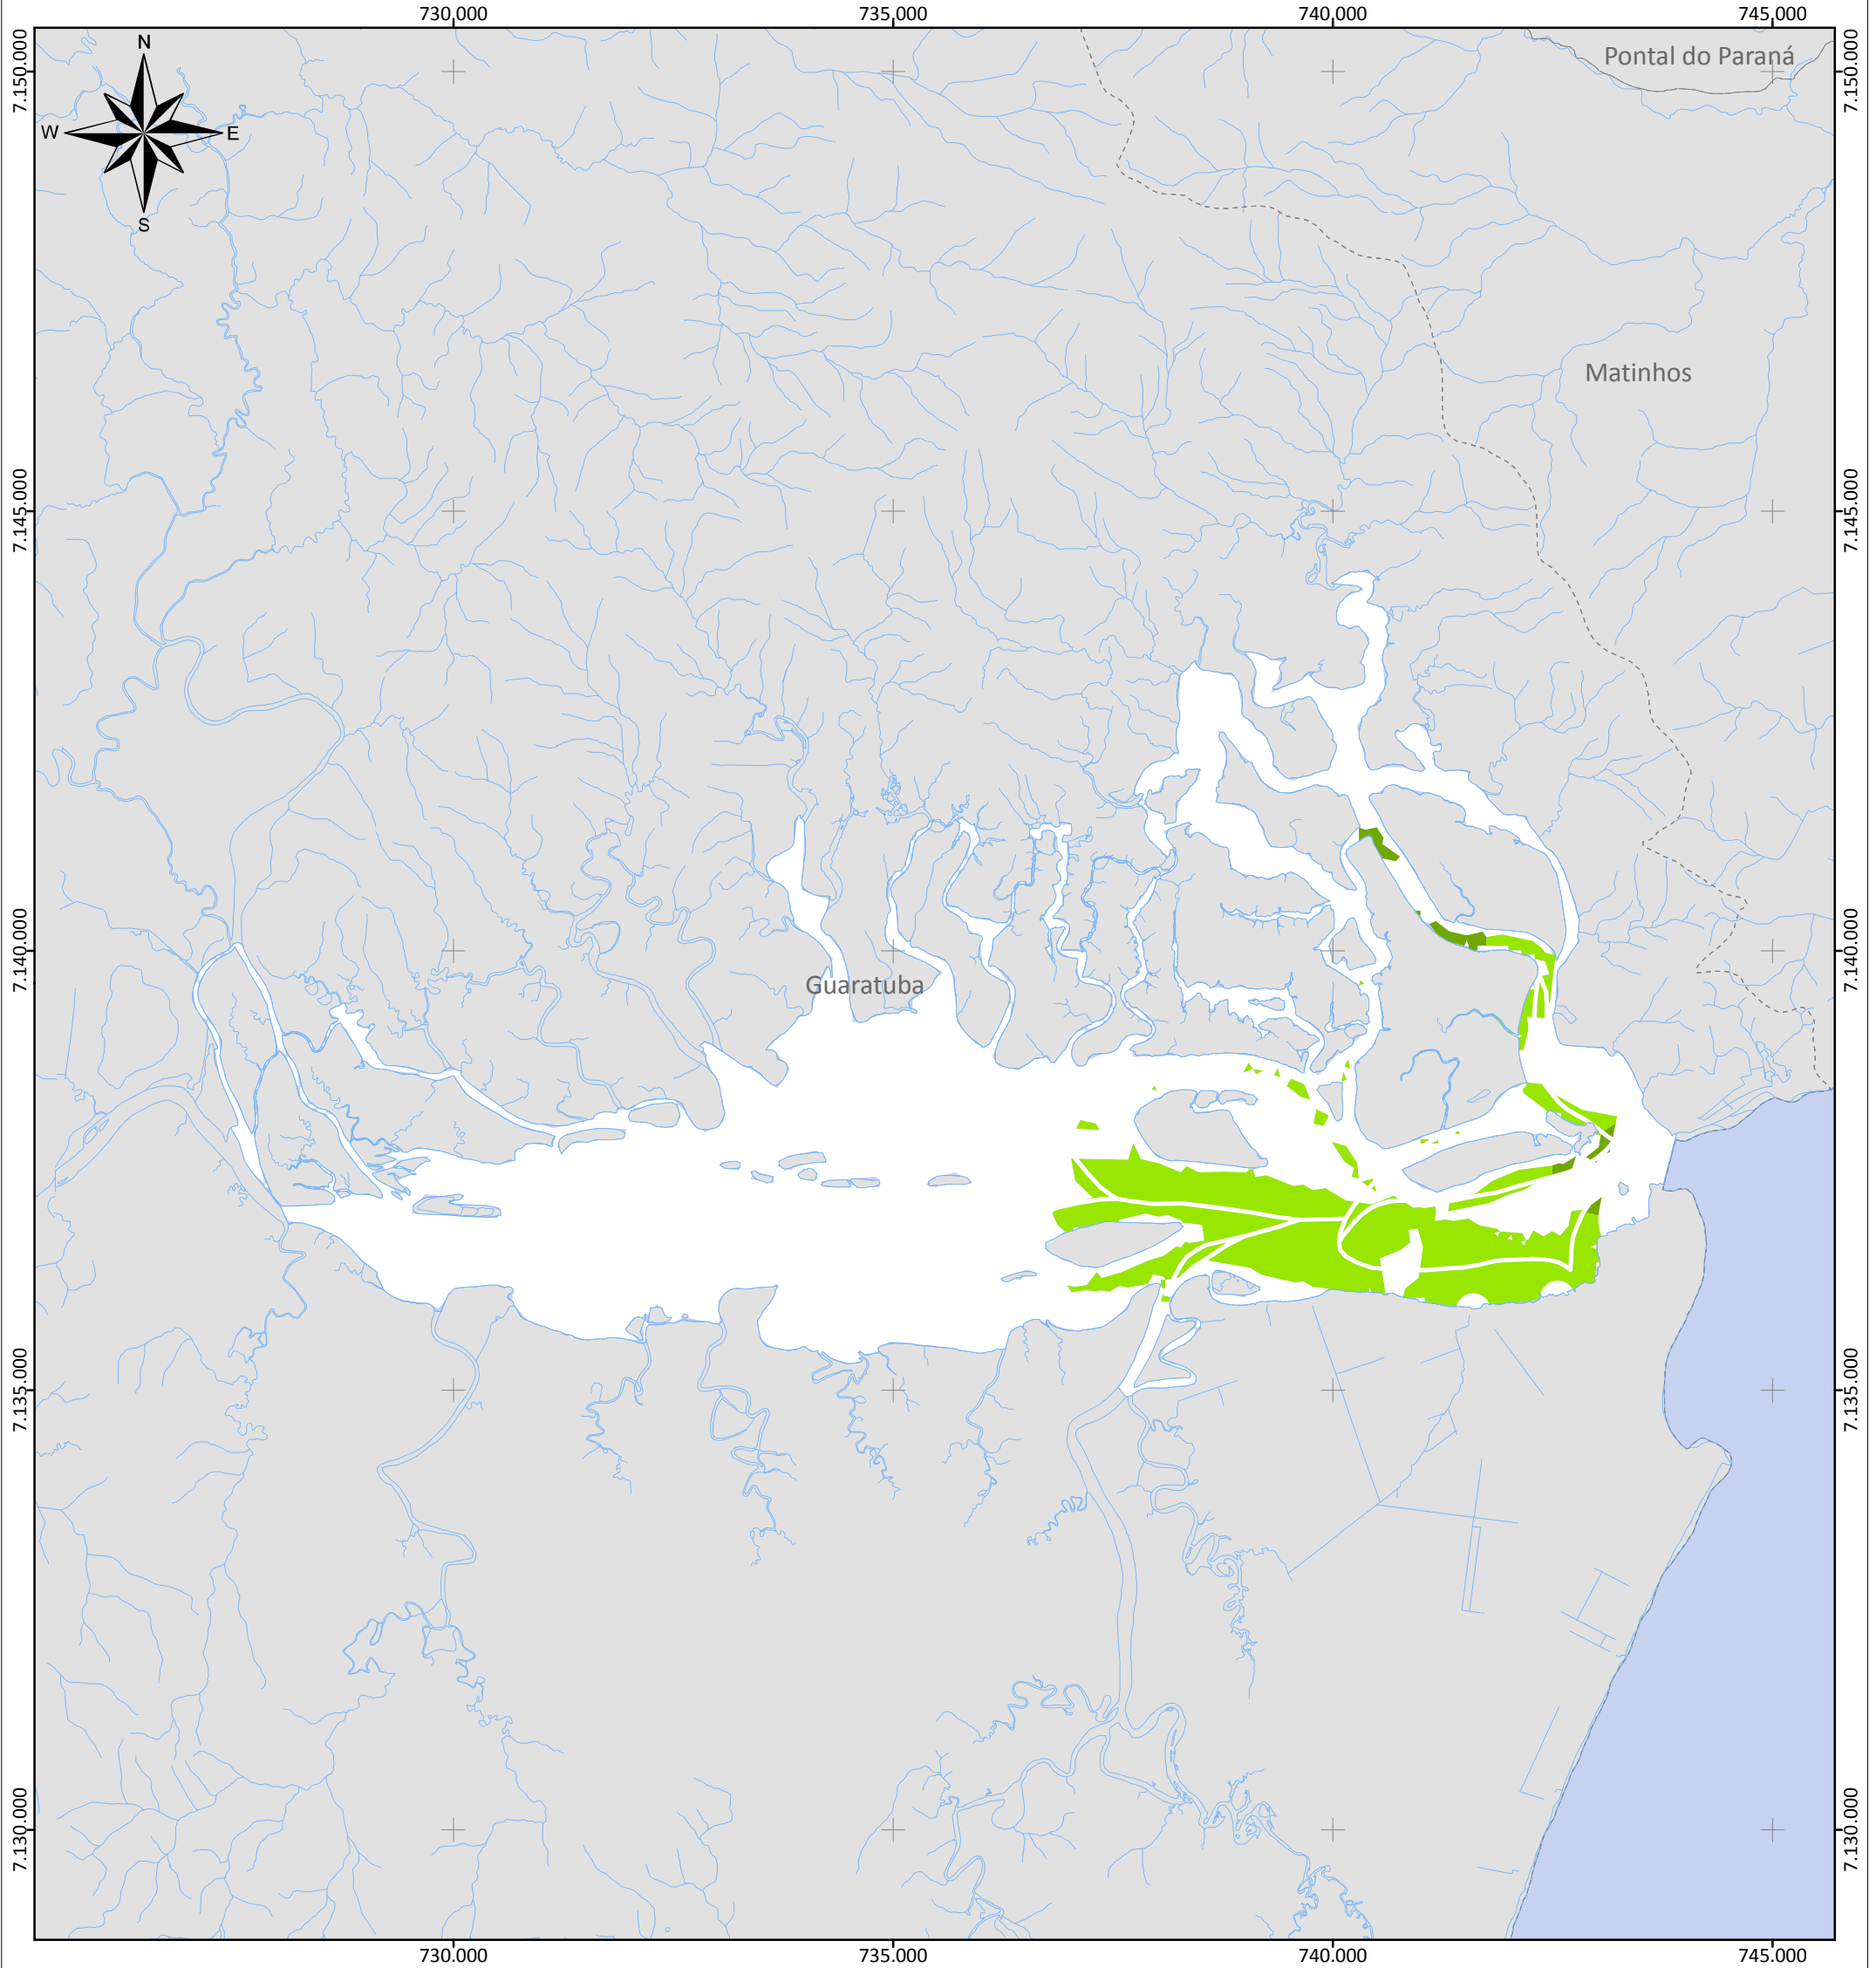 730.000 735.000 740.000 745.000
7.150.000 7.150.000
N
W E
S
Pontal do Paraná
Matinhos
7.145.000 7.145.000
7.140.000 7.140.000
Guaratuba
7.135.000 7.135.000
7.130.000 7.130.000
730.000 735.000 740.000 745.000